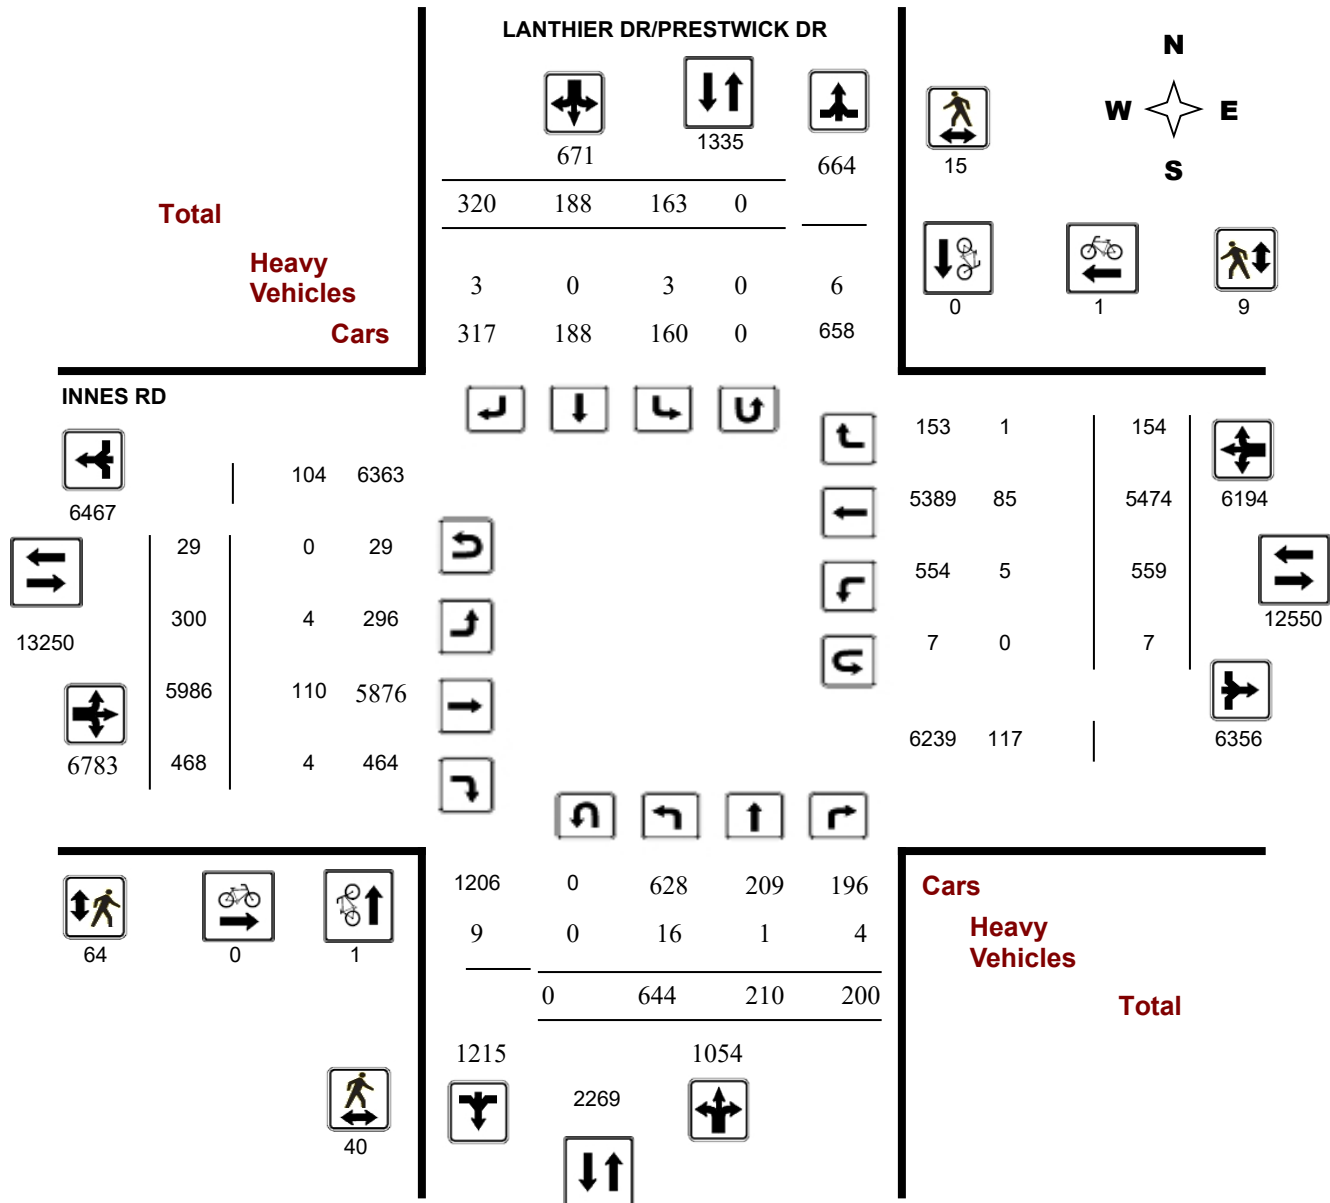 LANTHIER DR/PRESTWICK DR
N
W E
S
671
1335
664
15
320 188 163 0
Total
Heavy
Vehicles
3 0 3 0 6
0 1 9
Cars
317 188 160 0 658
INNES RD
153 1 154
104 6363
6467
5389 85 5474 6194
29 0 29
554 5 559
12550
300 4 296
13250
7 0 7
5986 110 5876
6239 117 6356
6783 468 4 464
1206 0 628 209 196
Cars
9 0 16 1 4
Heavy
Vehicles
64 0 1
0 644 210 200
Total
1215 1054
2269
40